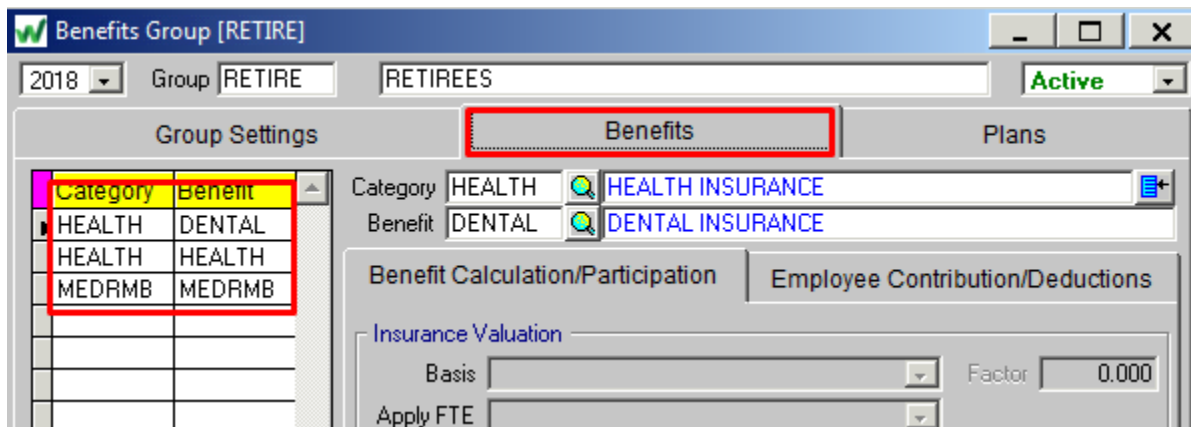 Benefits Group [RETIRE]
2018 Group RETIRE RETIREES Active
Group Settings Benefits Plans
Category Benefit
HEALTH DENTAL
HEALTH HEALTH
MEDRMB MEDRMB
Category HEALTH HEALTH INSURANCE
Benefit DENTAL DENTAL INSURANCE
Benefit Calculation/Participation Employee Contribution/Deductions
Insurance Valuation
Basis Factor 0.000
Apply FTE